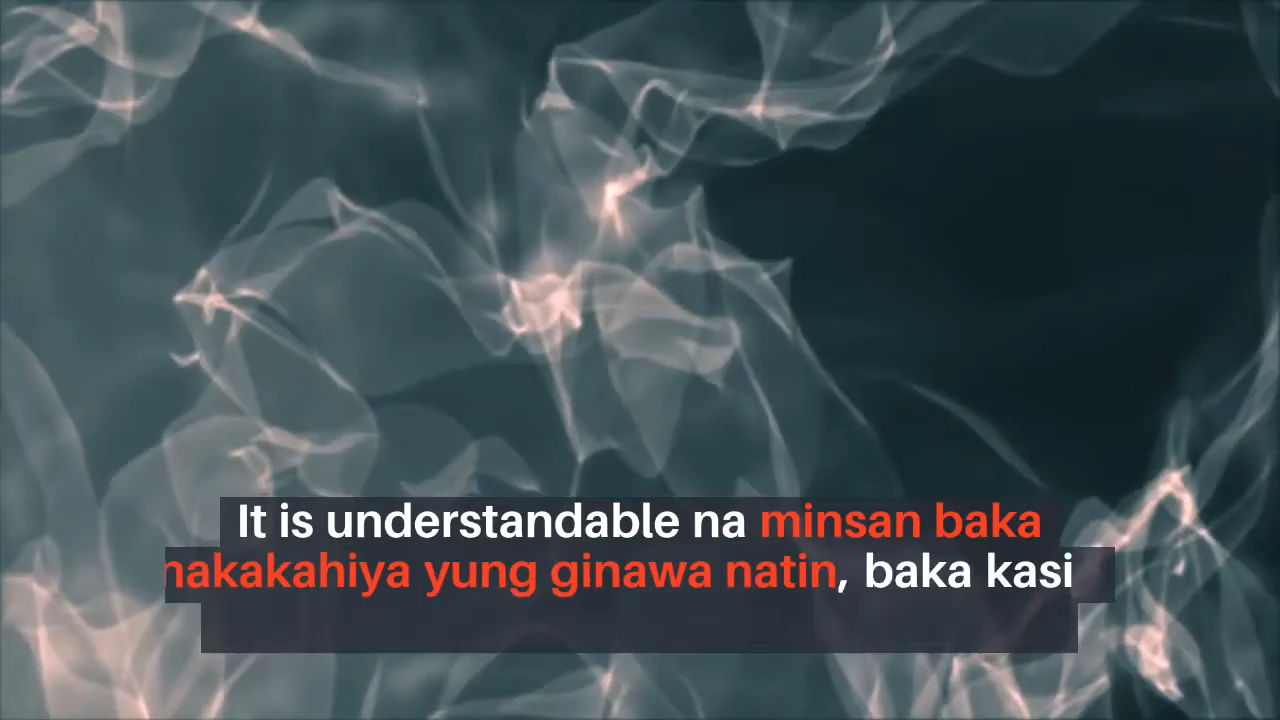 It is understandable na minsan baka
nakakahiya yung ginawa natin, baka kasi